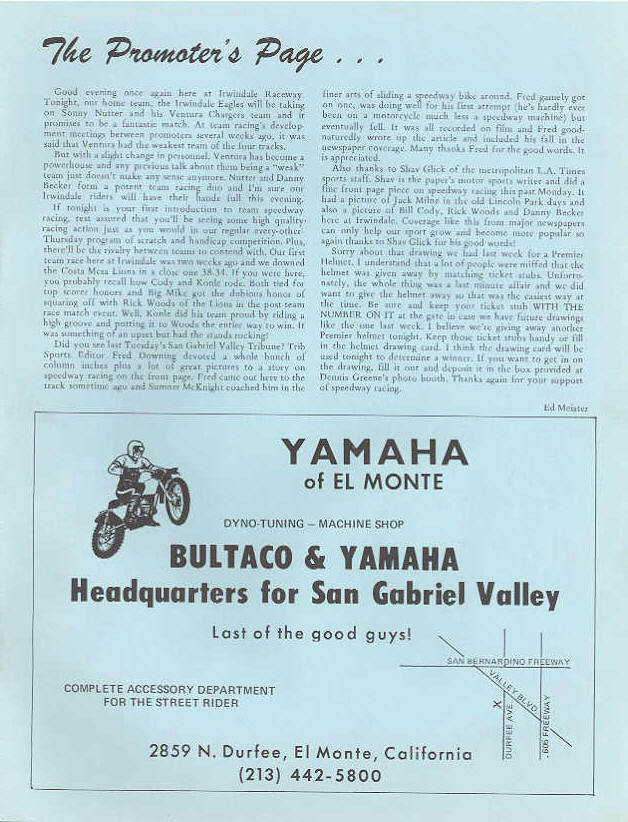 The Promoter's Page . . .
Good evening once again here at Irwindale Raceway.
Tonight, our home team, the Irwindale Eagles will be taking
on Sonny Nutter and his Ventura Chargers team and it
promises to be a fantastic match. At team racing's develop-
ment meetings between promoters several weeks ago, it was
said that Ventura had the weakest team of the four tracks.
But with a slight change in personnel, Ventura has become a
powerhouse and any previous talk about them being a "weak"
team just doesn't make any sense anymore. Nutter and Danny
Becker form a potent team racing duo and I'm sure our
Irwindale riders will have their hands full this evening.
If tonight is your first introduction to team speedway
racing, rest assured that you'll be seeing some high quality
racing action just as you would in our regular every-other-
Thursday program of scratch and handicap competition. Plus,
there'll be the rivalry between teams to contend with. Our first
team race here at Irwindale was two weeks ago and we downed
the Costa Mesa Lions in a close one 38-34. If you were here,
you probably recall how Cody and Konle rode. Both tied for
top scorer honors and Big Mike got the dubious honor of
squaring off with Rick Woods of the Lions in the post team
race match event. Well, Konle did his team proud by riding a
high groove and putting it to Woods the entire way to win. It
was something of an upset but had the stands rocking!
Did you see last Tuesday's San Gabriel Valley Tribune? Trib
Sports Editor Fred Downing devoted a whole bunch of
column inches plus a lot of great pictures to a story on
speedway racing on the front page. Fred came out here to the
track sometime ago and Sumner McKnight coached him in the
finer arts of sliding a speedway bike around. Fred gamely got
on one, was doing well for his first attempt (he's hardly ever
been on a motorcycle much less a speedway machine) but
eventually fell. It was all recorded on film and Fred good-
naturedly wrote up the article and included his fall in the
newspaper coverage. Many thanks Fred for the good words. It
is appreciated.
Also thanks to Shav Glick of the metropolitan L.A. Times
sports staff. Shav is the paper's motor sports writer and did a
fine front page piece on speedway racing this past Monday. It
had a picture of Jack Milne in the old Lincoln Park days and
also a picture of Bill Cody, Rick Woods and Danny Becker
here at Irwindale. Coverage like this from major newspapers
can only help our sport grow and become more popular so
again thanks to Shav Glick for his good words!
Sorry about that drawing we had last week for a Premier
Helmet. I understand that a lot of people were miffed that the
helmet was given away by matching ticket stubs. Unfortu-
nately, the whole thing was a last minute affair and we did
want to give the helmet away so that was the easiest way at
the time. Be sure and keep your ticket stub WITH THE
NUMBER ON IT at the gate in case we have future drawings
like the one last week. I believe we're giving away another
Premier helmet tonight. Keep those ticket stubs handy or fill
in the helmet drawing card. I think the drawing card will be
used tonight to determine a winner. If you want to get in on
the drawing, fill it out and deposit it in the box provided at
Dennis Greene's photo booth. Thanks again for your support
of speedway racing.
Ed Meister
YAMAHA
of EL MONTE
DYNO-TUNING – MACHINE SHOP
BULTACO & YAMAHA
Headquarters for San Gabriel Valley
Last of the good guys!
SAN BERNARDINO FREEWAY
VALLEY BLVD.
X
DURFEE AVE.
605 FREEWAY
COMPLETE ACCESSORY DEPARTMENT
FOR THE STREET RIDER
2859 N. Durfee, El Monte, California
(213) 442-5800